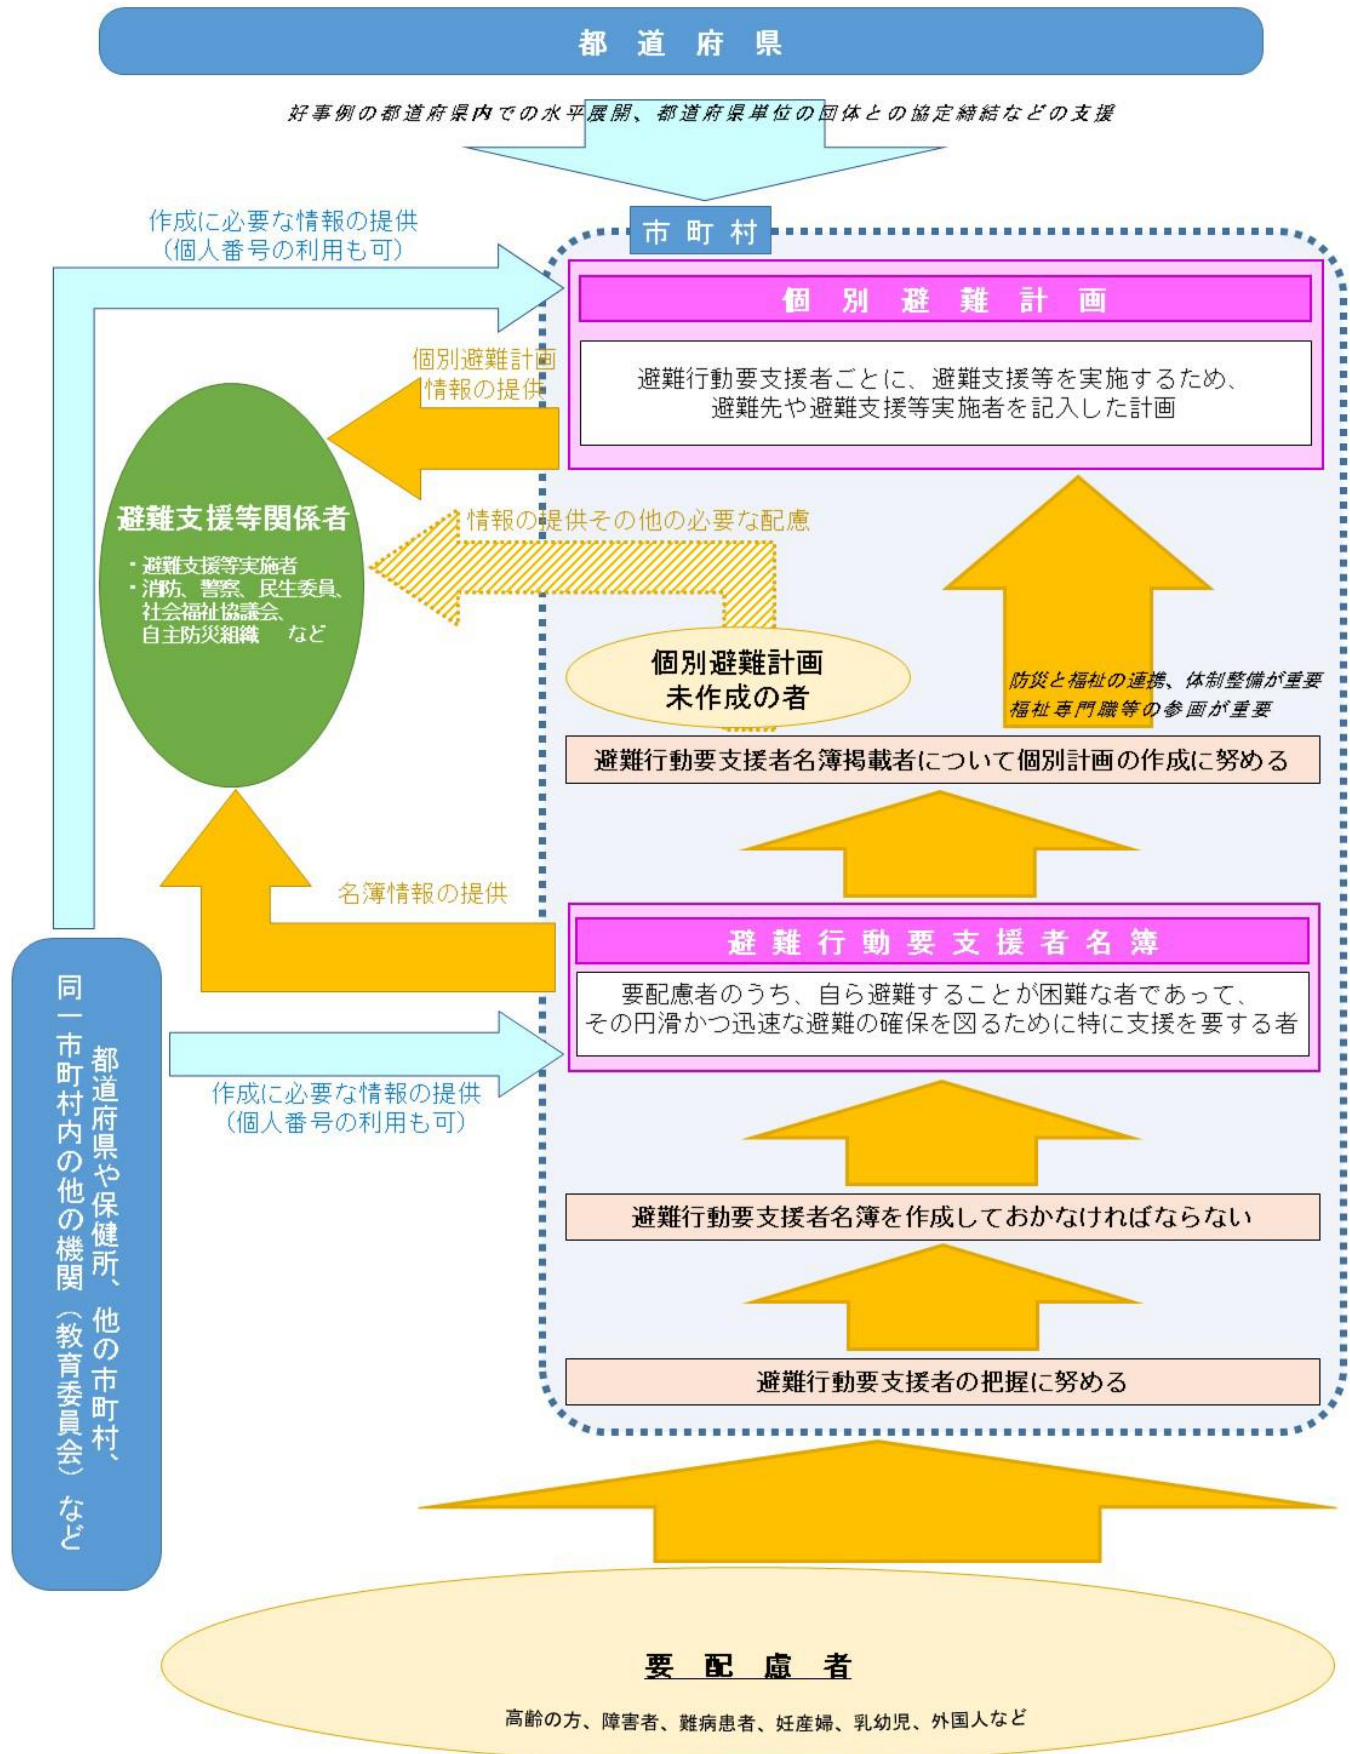 都道府県
好事例の都道府県内での水平展開、都道府県単位の団体との協定締結などの支援
市町村
作成に必要な情報の提供
（個人番号の利用も可）
個別避難計画
避難行動要支援者ごとに、避難支援等を実施するため、
避難先や避難支援等実施者を記入した計画
個別避難計画
情報の提供
避難支援等関係者
・避難支援等実施者
・消防、警察、民生委員、
社会福祉協議会、
自主防災組織　など
情報の提供その他の必要な配慮
個別避難計画
未作成の者
防災と福祉の連携、体制整備が重要
福祉専門職等の参画が重要
避難行動要支援者名簿掲載者について個別計画の作成に努める
名簿情報の提供
避難行動要支援者名簿
要配慮者のうち、自ら避難することが困難な者であって、
その円滑かつ迅速な避難の確保を図るために特に支援を要する者
作成に必要な情報の提供
（個人番号の利用も可）
都道府県や保健所、他の市町村、
同一市町村内の他の機関（教育委員会）など
避難行動要支援者名簿を作成しておかなければならない
避難行動要支援者の把握に努める
要配慮者
高齢の方、障害者、難病患者、妊産婦、乳幼児、外国人など